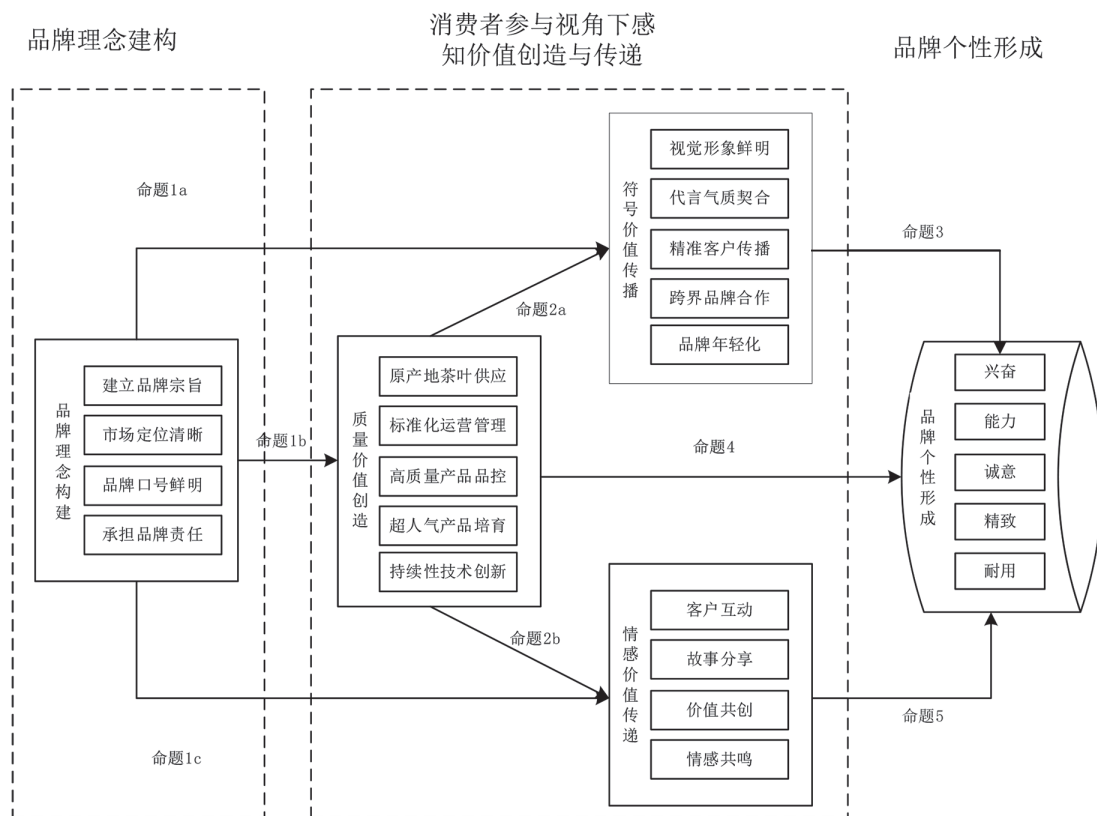 品牌理念建构
消费者参与视角下感
知价值创造与传递
品牌个性形成
命题1a
命题1b
命题1c
品牌理念构建
建立品牌宗旨
市场定位清晰
品牌口号鲜明
承担品牌责任
质量价值创造
原产地茶叶供应
标准化运营管理
高质量产品品控
超人气产品培育
持续性技术创新
命题2a
命题2b
符号价值传播
视觉形象鲜明
代言气质契合
精准客户传播
跨界品牌合作
品牌年轻化
情感价值传递
客户互动
故事分享
价值共创
情感共鸣
命题3
命题4
命题5
品牌个性形成
兴奋
能力
诚意
精致
耐用